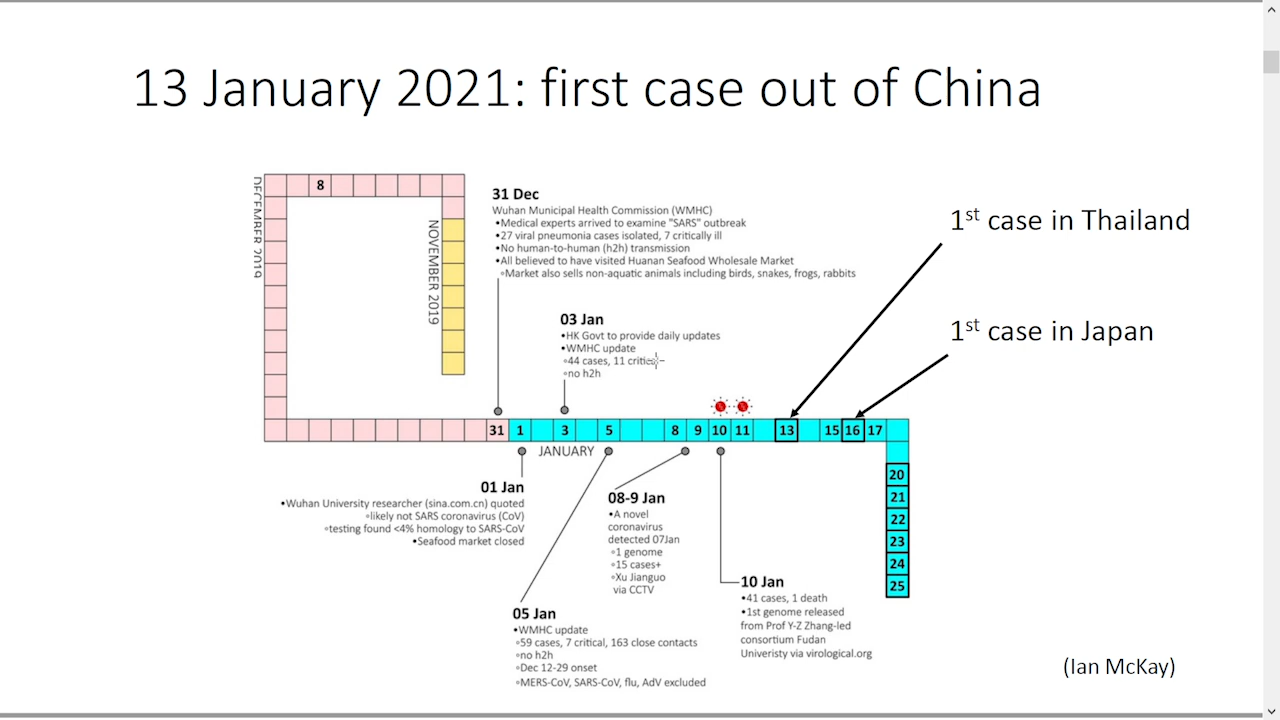 13 January 2021: first case out of China
DECEMBER 2019
8
NOVEMBER 2019
31 Dec
Wuhan Municipal Health Commission (WMHC)
•Medical experts arrived to examine "SARS" outbreak
•27 viral pneumonia cases isolated, 7 critically ill
•No human-to-human (h2h) transmission
•All believed to have visited Huanan Seafood Wholesale Market
◦Market also sells non-aquatic animals including birds, snakes, frogs, rabbits
1st case in Thailand
1st case in Japan
03 Jan
•HK Govt to provide daily updates
•WMHC update
◦44 cases, 11
◦no h2h
31 1 3 5 8 9 10 11 13 15 16 17
JANUARY
20
21
22
23
24
25
01 Jan
•Wuhan University researcher (sina.com.cn) quoted
◦likely not SARS coronavirus (CoV)
◦testing found <4% homology to SARS-CoV
•Seafood market closed
08-9 Jan
•A novel
coronavirus
detected 07Jan
◦1 genome
◦15 cases+
◦Xu Jianguo
via CCTV
05 Jan
•WMHC update
◦59 cases, 7 critical, 163 close contacts
◦no h2h
◦Dec 12-29 onset
◦MERS-CoV, SARS-CoV, flu, AdV excluded
10 Jan
•41 cases, 1 death
•1st genome released
from Prof Y-Z Zhang-led
consortium Fudan
Univeristy via virological.org
(Ian McKay)